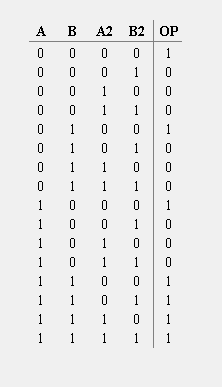 A B A2 B2 OP
0 0 0 0 1
0 0 0 1 0
0 0 1 0 0
0 0 1 1 0
0 1 0 0 1
0 1 0 1 0
0 1 1 0 0
0 1 1 1 0
1 0 0 0 1
1 0 0 1 0
1 0 1 0 0
1 0 1 1 0
1 1 0 0 1
1 1 0 1 1
1 1 1 0 1
1 1 1 1 1